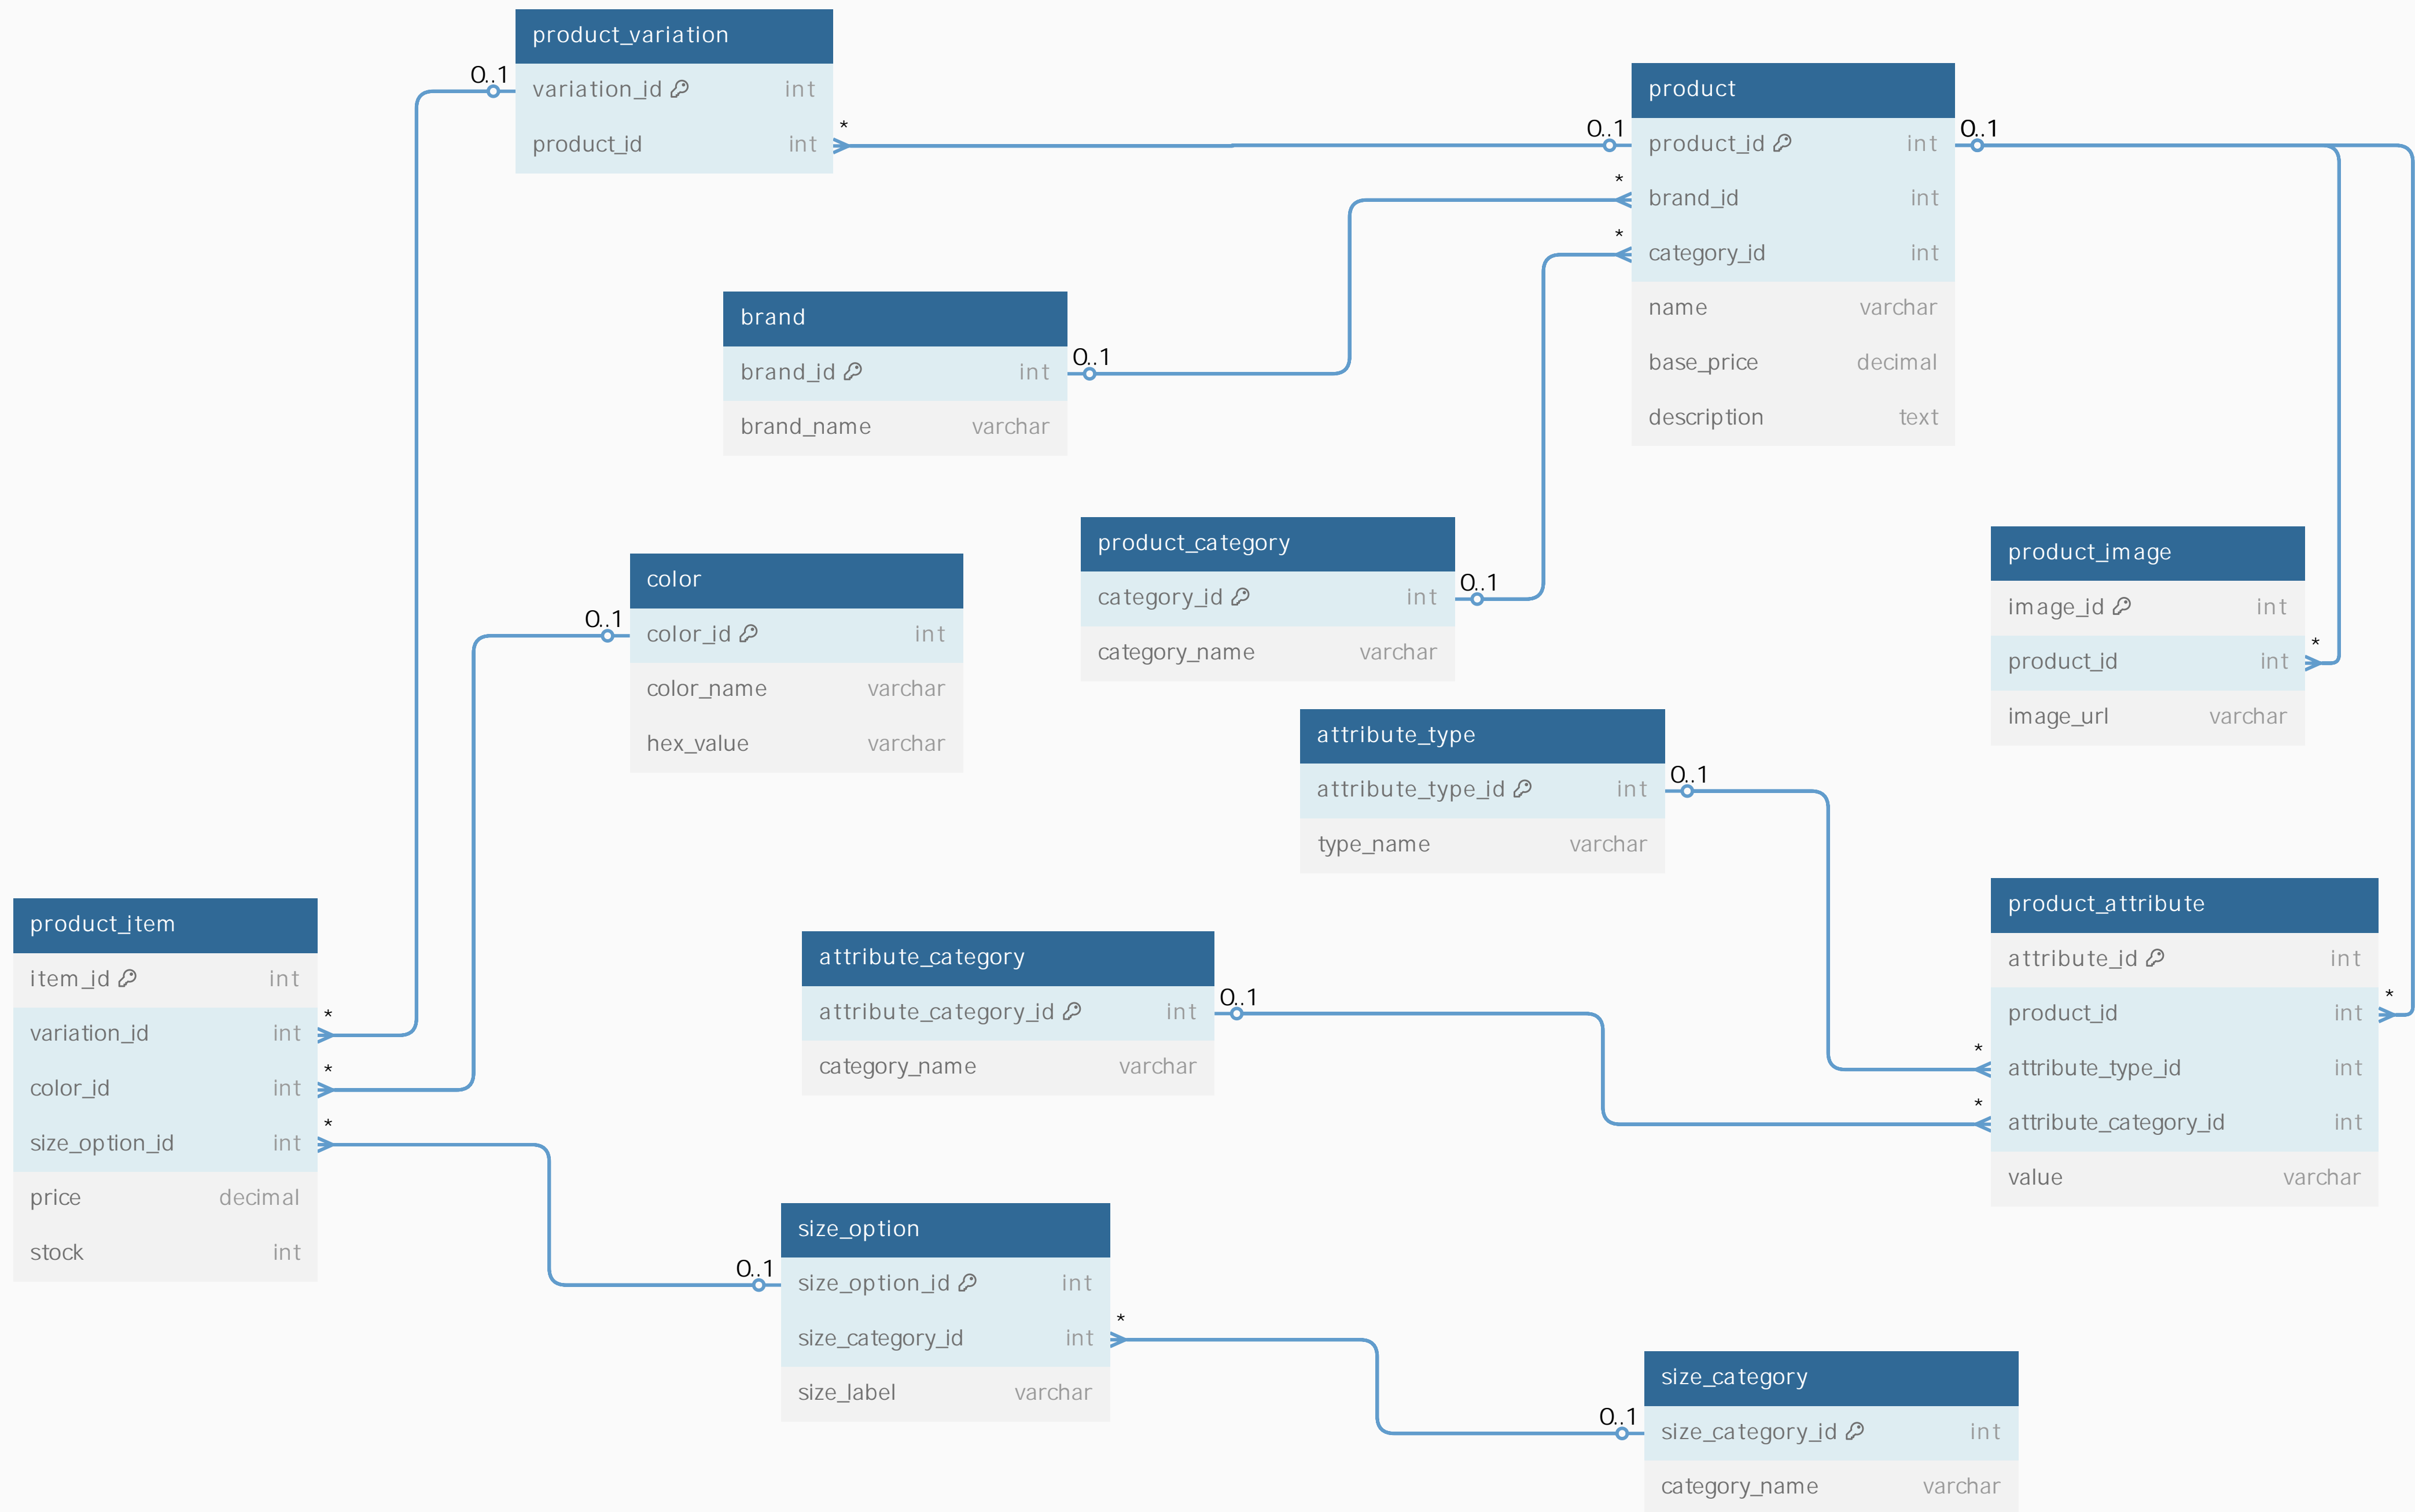 product_variation
0..1
variation_id int
product_id int
*
product
0..1
product_id int
0..1
*
brand_id int
*
category_id int
name varchar
base_price decimal
description text
brand
brand_id int
0..1
brand_name varchar
product_category
category_id int
0..1
category_name varchar
product_image
image_id int
product_id int
*
image_url varchar
color
0..1
color_id int
color_name varchar
hex_value varchar
attribute_type
attribute_type_id int
0..1
type_name varchar
product_item
item_id int
variation_id int
*
color_id int
*
size_option_id int
*
price decimal
stock int
attribute_category
attribute_category_id int
0..1
category_name varchar
product_attribute
attribute_id int
product_id int
*
*
attribute_type_id int
*
attribute_category_id int
value varchar
size_option
0..1
size_option_id int
size_category_id int
*
size_label varchar
size_category
0..1
size_category_id int
category_name varchar